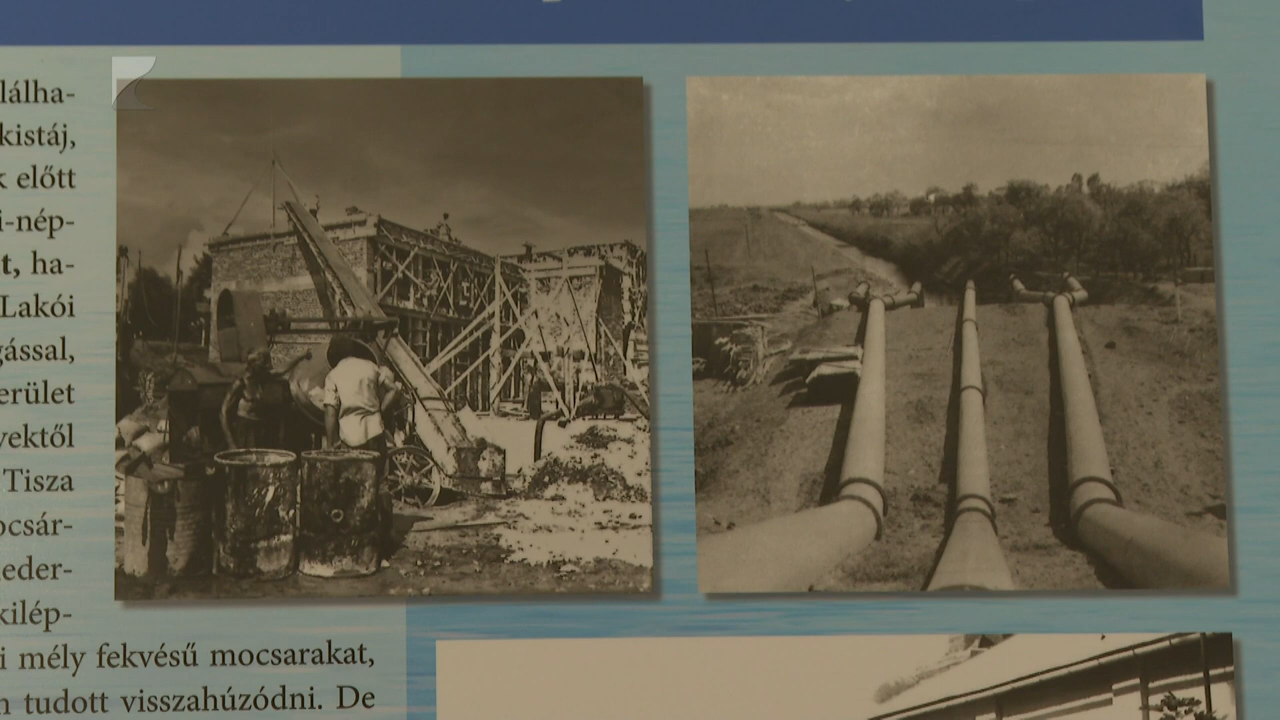 lálha-
kistáj,
k előtt
i-nép-
t, ha-
Lakói
gással,
erület
vektől
Tisza
ocsár-
eder-
kilép-
i mély fekvésű mocsarakat,
n tudott visszahúzódni. De